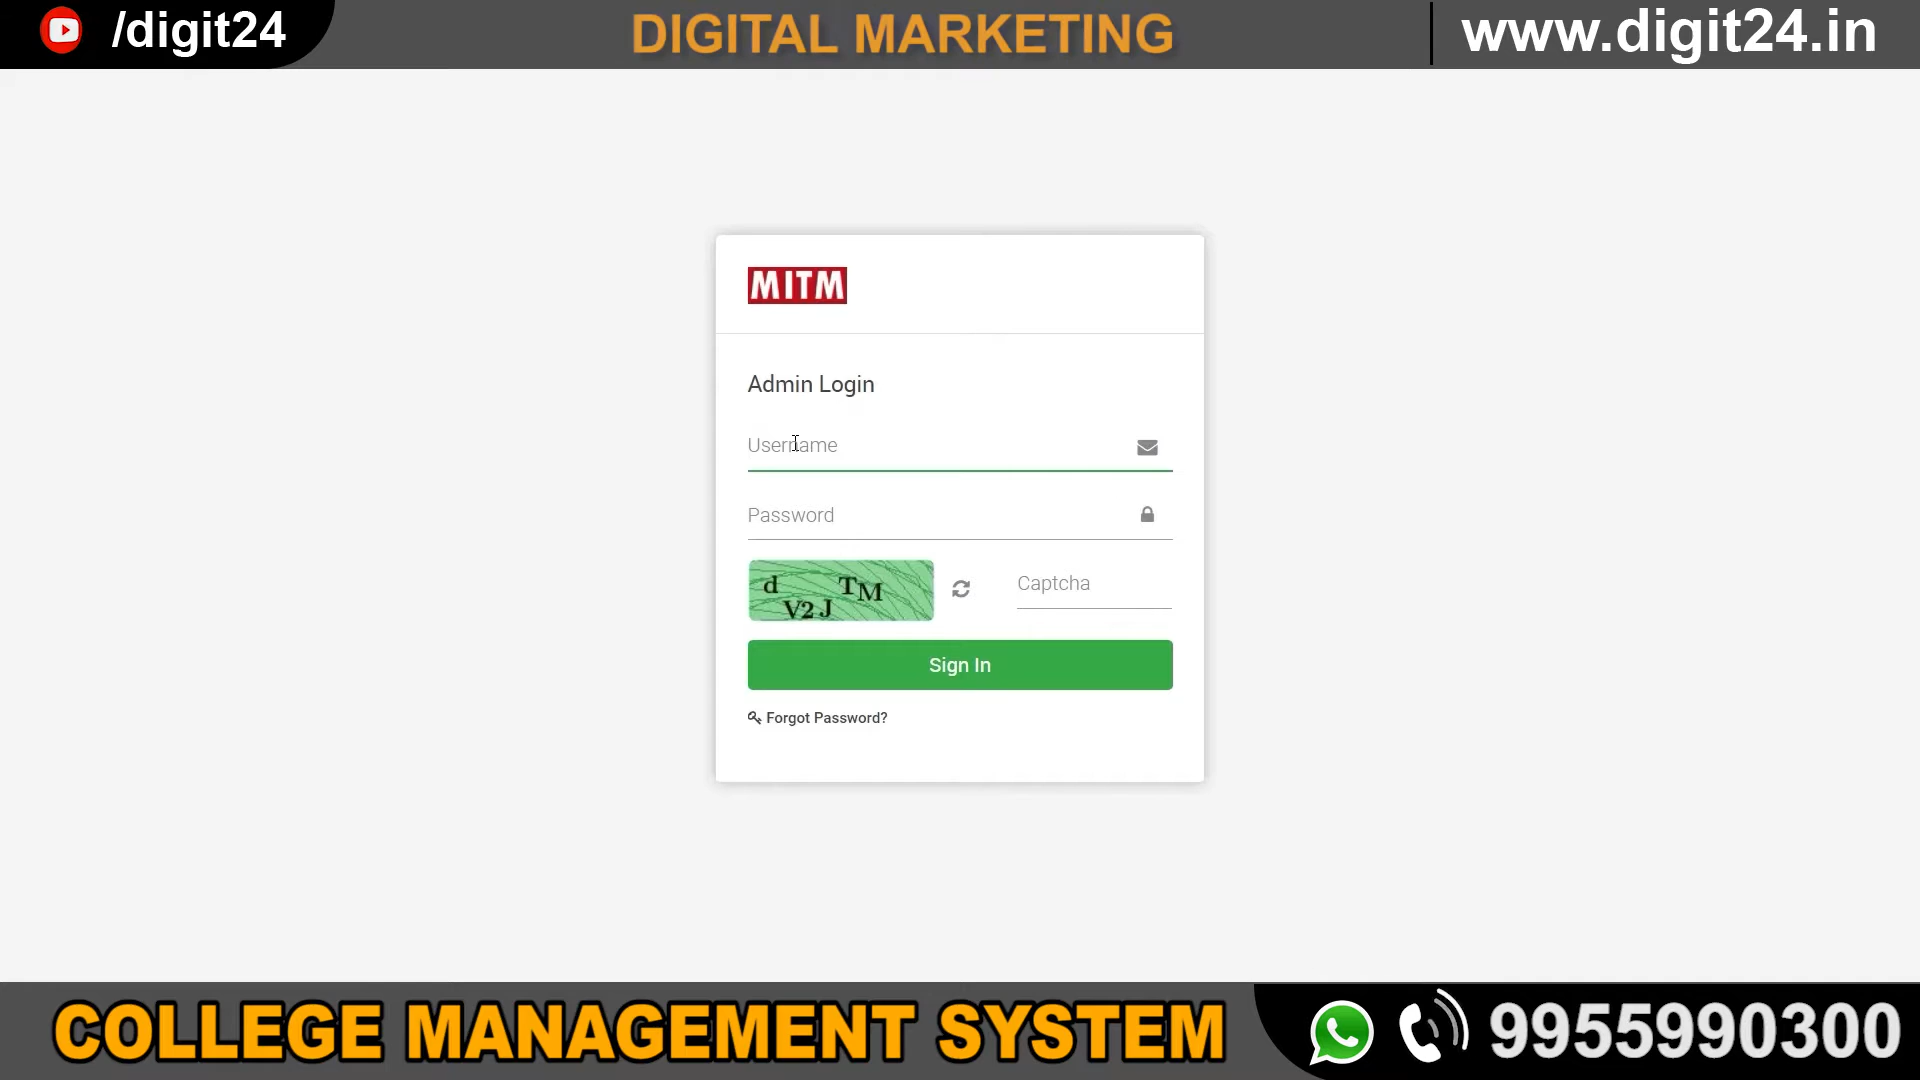 /digit24
DIGITAL MARKETING
www.digit24.in
MITM
Admin Login
Username
Password
d V2J TM
Captcha
Sign In
Forgot Password?
COLLEGE MANAGEMENT SYSTEM
9955990300